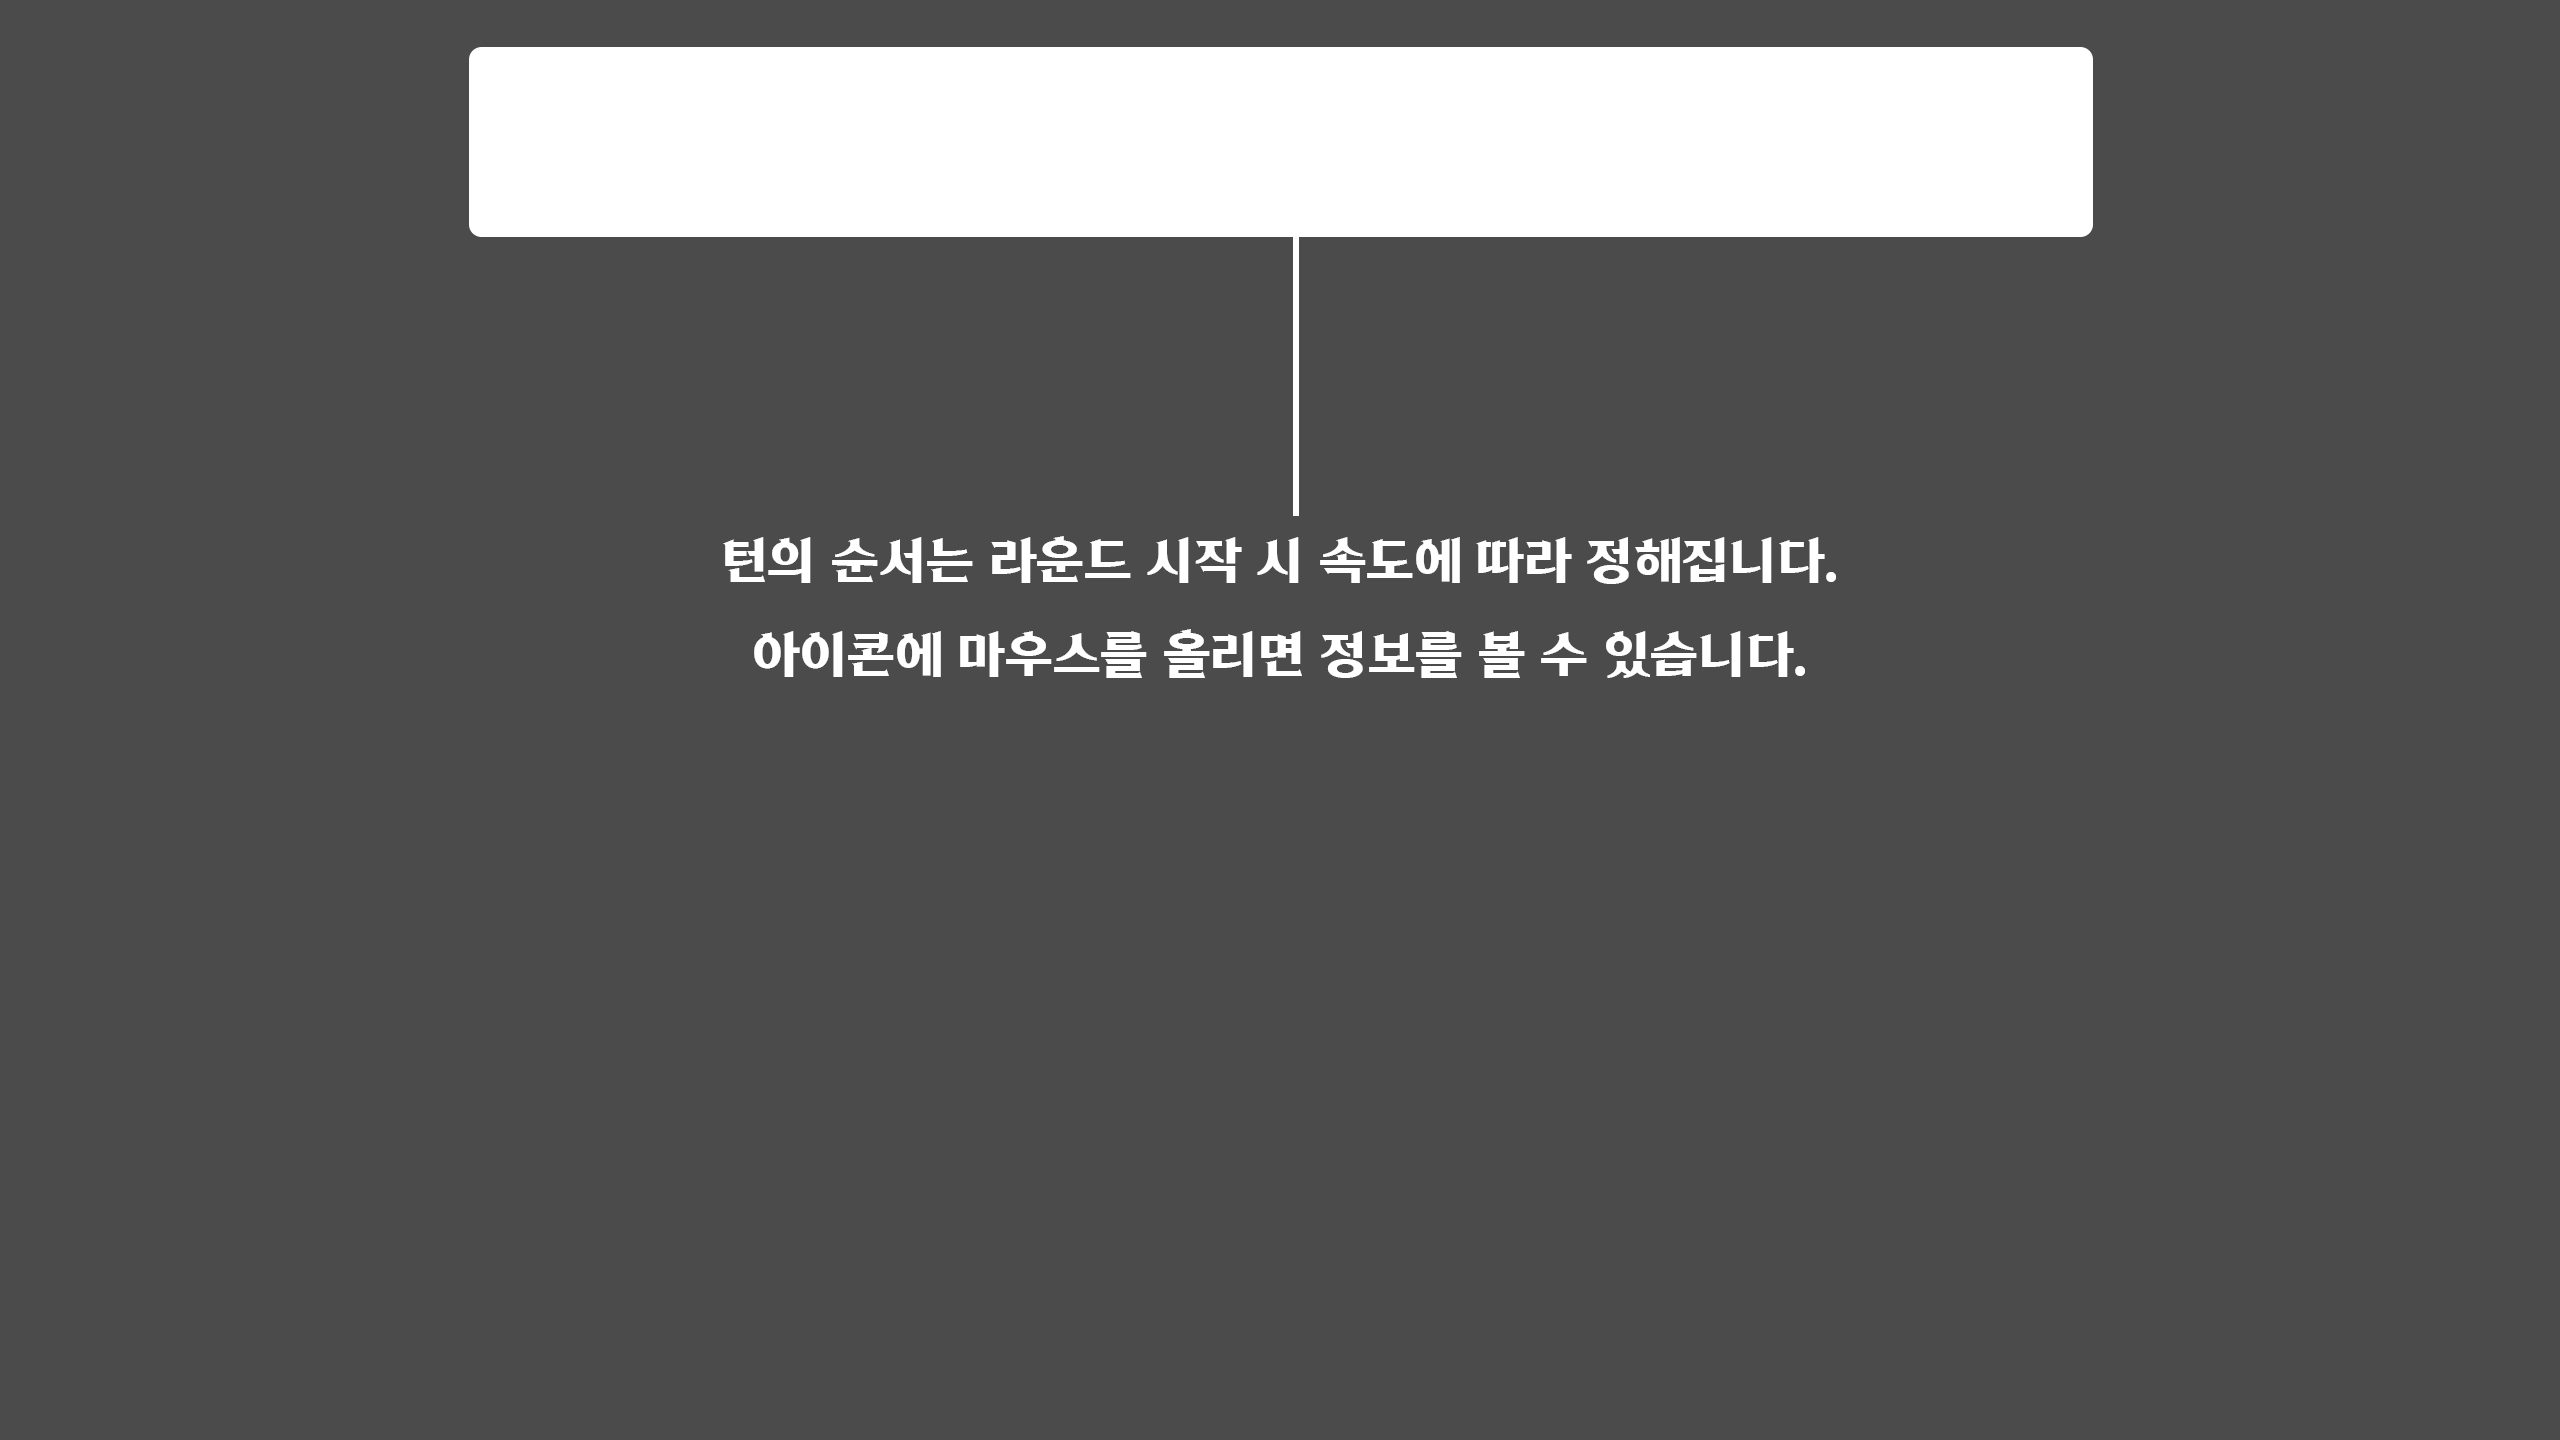 턴의 순서는 라운드 시작 시 속도에 따라 정해집니다.
아이콘에 마우스를 올리면 정보를 볼 수 있습니다.